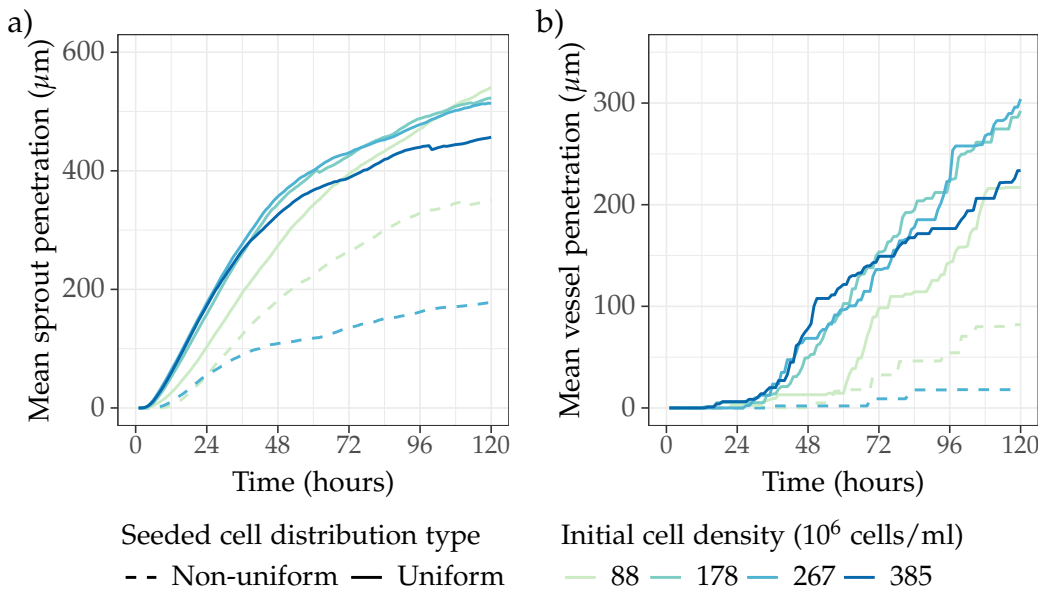 a)
Mean sprout penetration (μm)
600
400
200
0
0 24 48 72 96 120
Time (hours)
b)
Mean vessel penetration (μm)
300
200
100
0
0 24 48 72 96 120
Time (hours)
Seeded cell distribution type
Non-uniform Uniform
Initial cell density (10⁶ cells/ml)
88 178 267 385